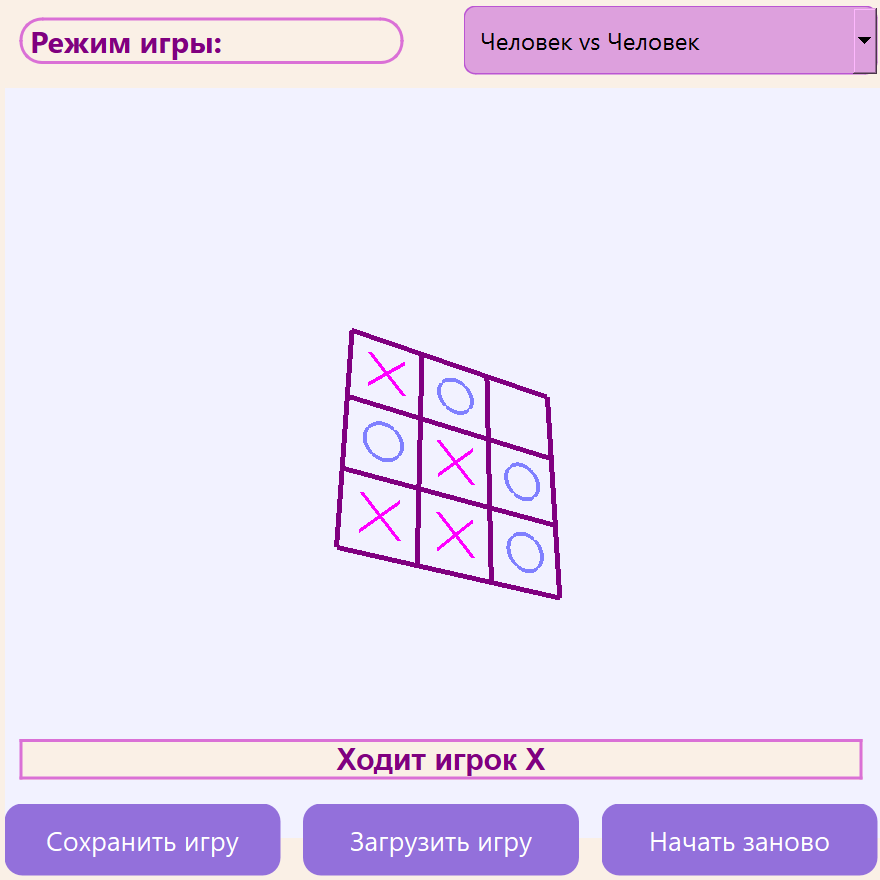 Режим игры:
Человек vs Человек
Ходит игрок X
Сохранить игру
Загрузить игру
Начать заново